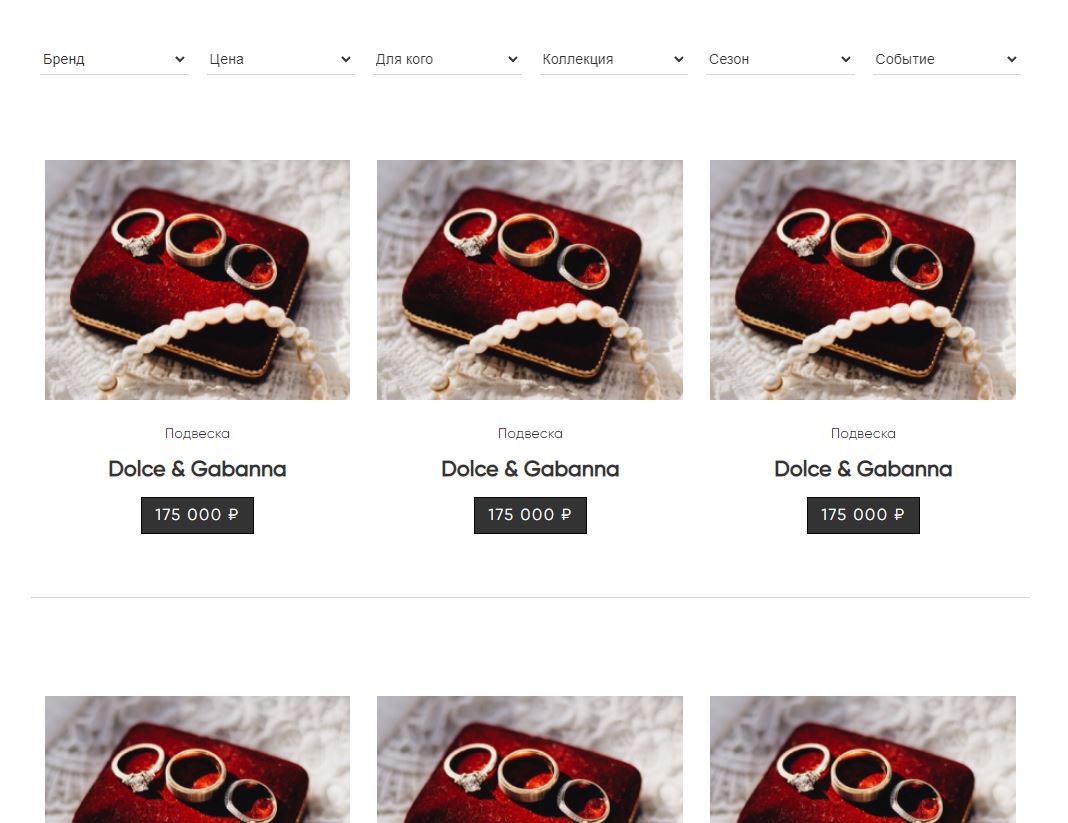 Бренд Цена Для кого Коллекция Сезон Событие
Подвеска Подвеска Подвеска
Dolce & Gabanna Dolce & Gabanna Dolce & Gabanna
175 000 ₽ 175 000 ₽ 175 000 ₽